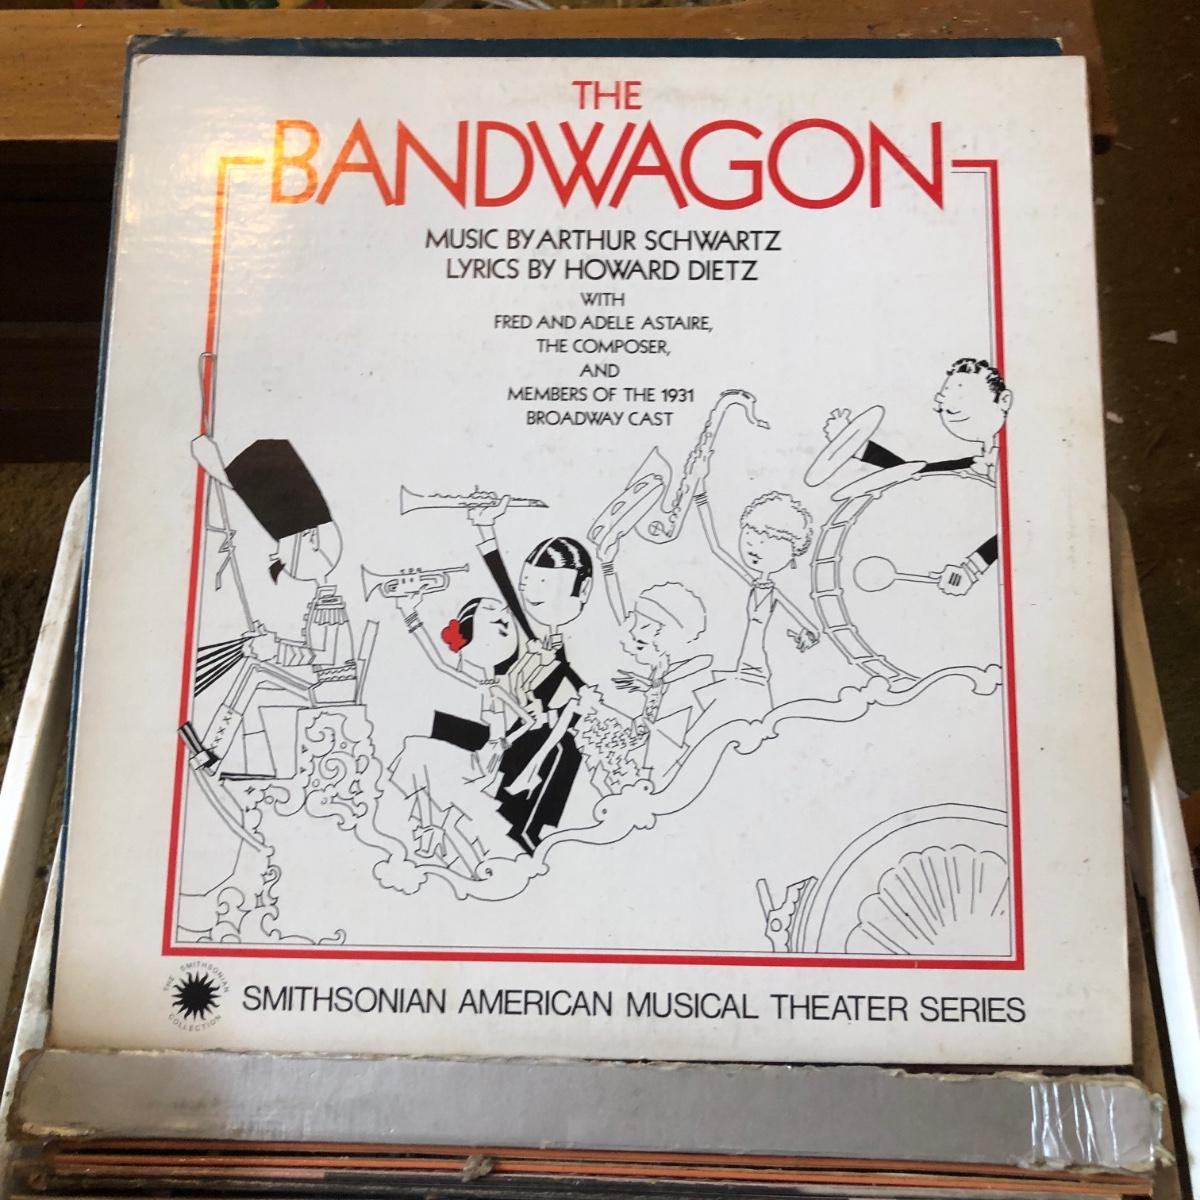 THE
BANDWAGON
MUSIC BY ARTHUR SCHWARTZ
LYRICS BY HOWARD DIETZ
WITH
FRED AND ADELE ASTAIRE,
THE COMPOSER,
AND
MEMBERS OF THE 1931
BROADWAY CAST
THE SMITHSONIAN COLLECTION
SMITHSONIAN AMERICAN MUSICAL THEATER SERIES